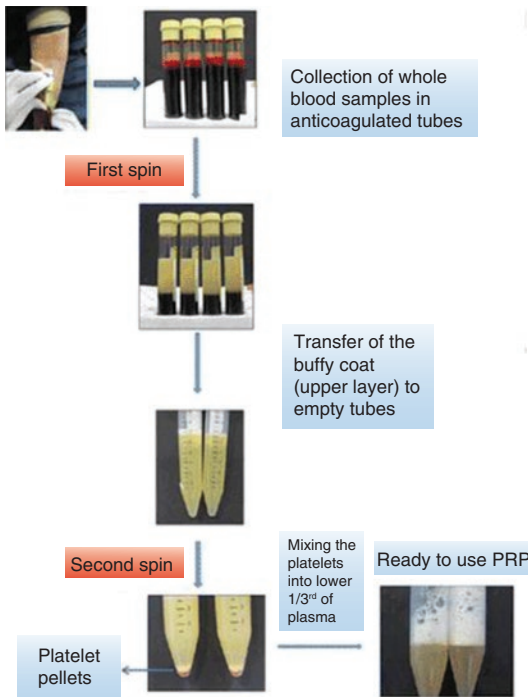 Collection of whole
blood samples in
anticoagulated tubes
First spin
Transfer of the
buffy coat
(upper layer) to
empty tubes
Second spin
Mixing the
platelets
into lower
1/3rd of
plasma
Ready to use PRP
Platelet
pellets